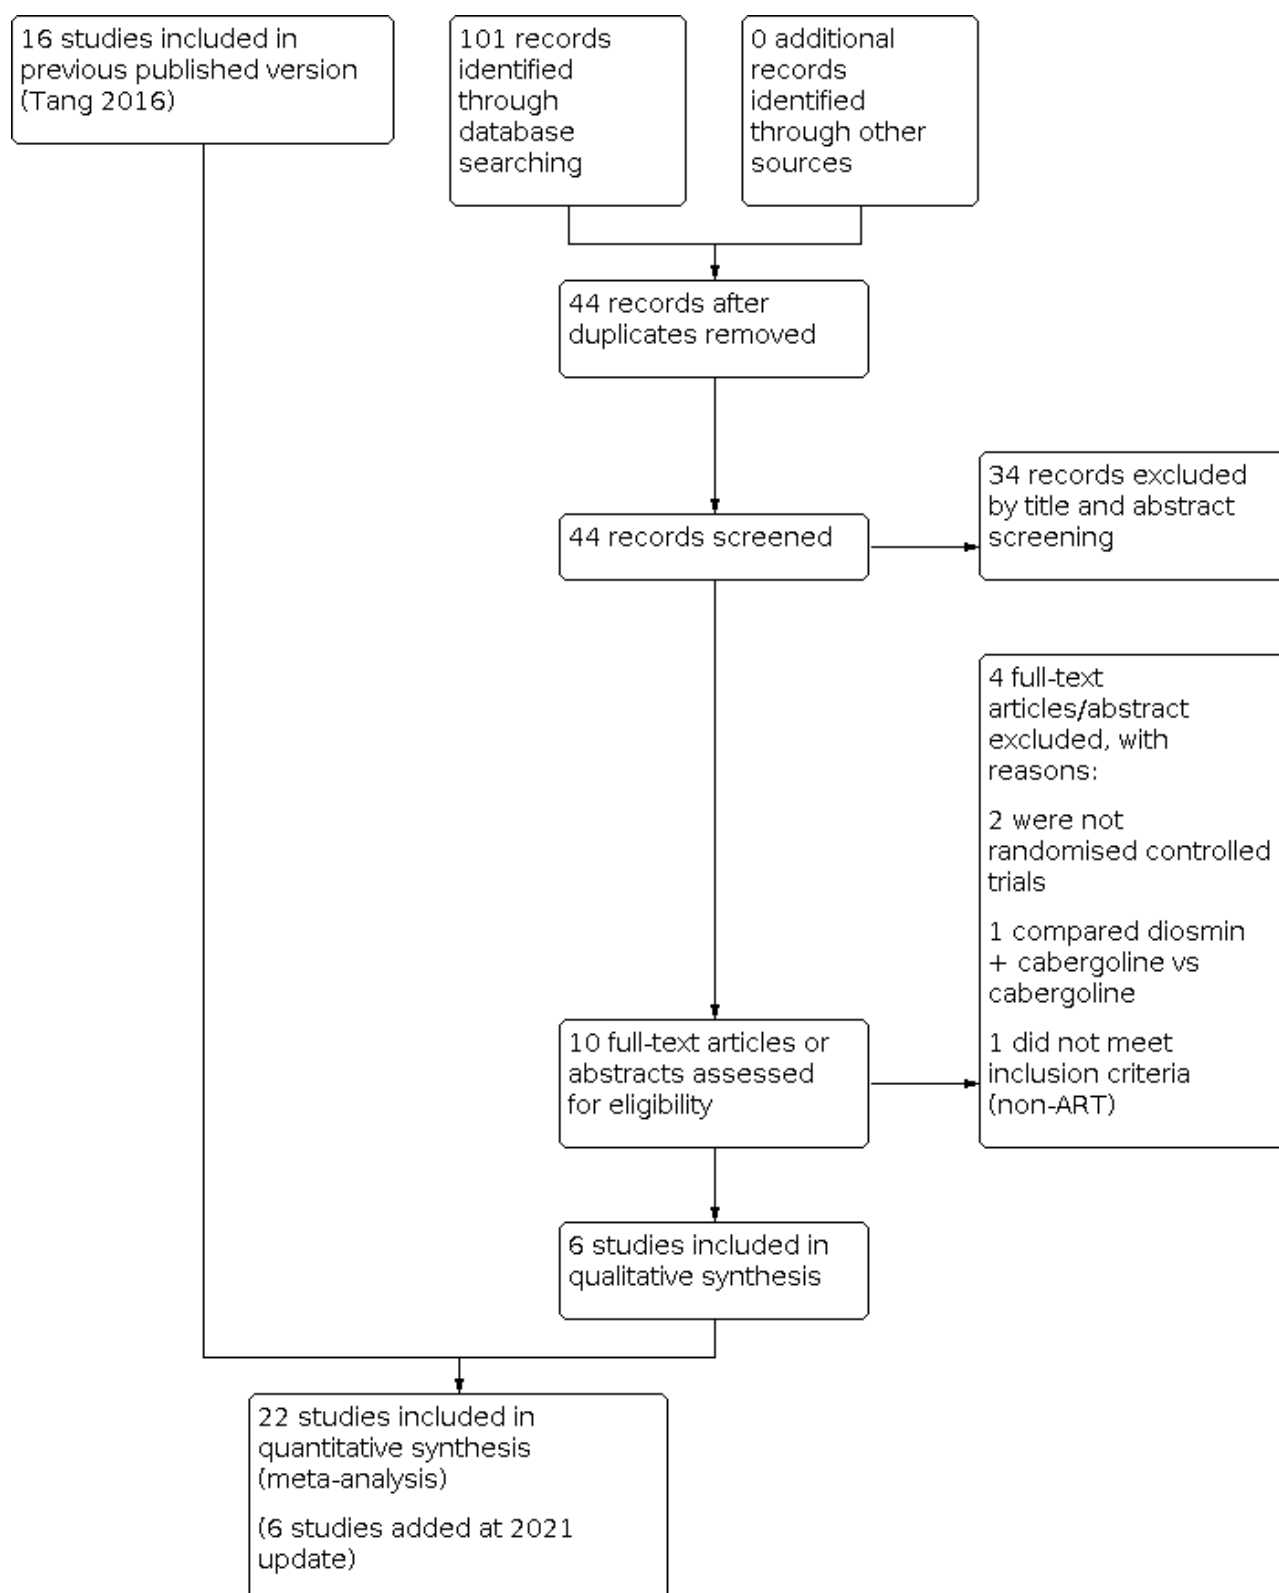 16 studies included in
previous published version
(Tang 2016)
101 records
identified
through
database
searching
0 additional
records
identified
through other
sources
44 records after
duplicates removed
44 records screened
34 records excluded
by title and abstract
screening
4 full-text
articles/abstract
excluded, with
reasons:
2 were not
randomised controlled
trials
1 compared diosmin
+ cabergoline vs
cabergoline
1 did not meet
inclusion criteria
(non-ART)
10 full-text articles or
abstracts assessed
for eligibility
6 studies included in
qualitative synthesis
22 studies included in
quantitative synthesis
(meta-analysis)
(6 studies added at 2021
update)